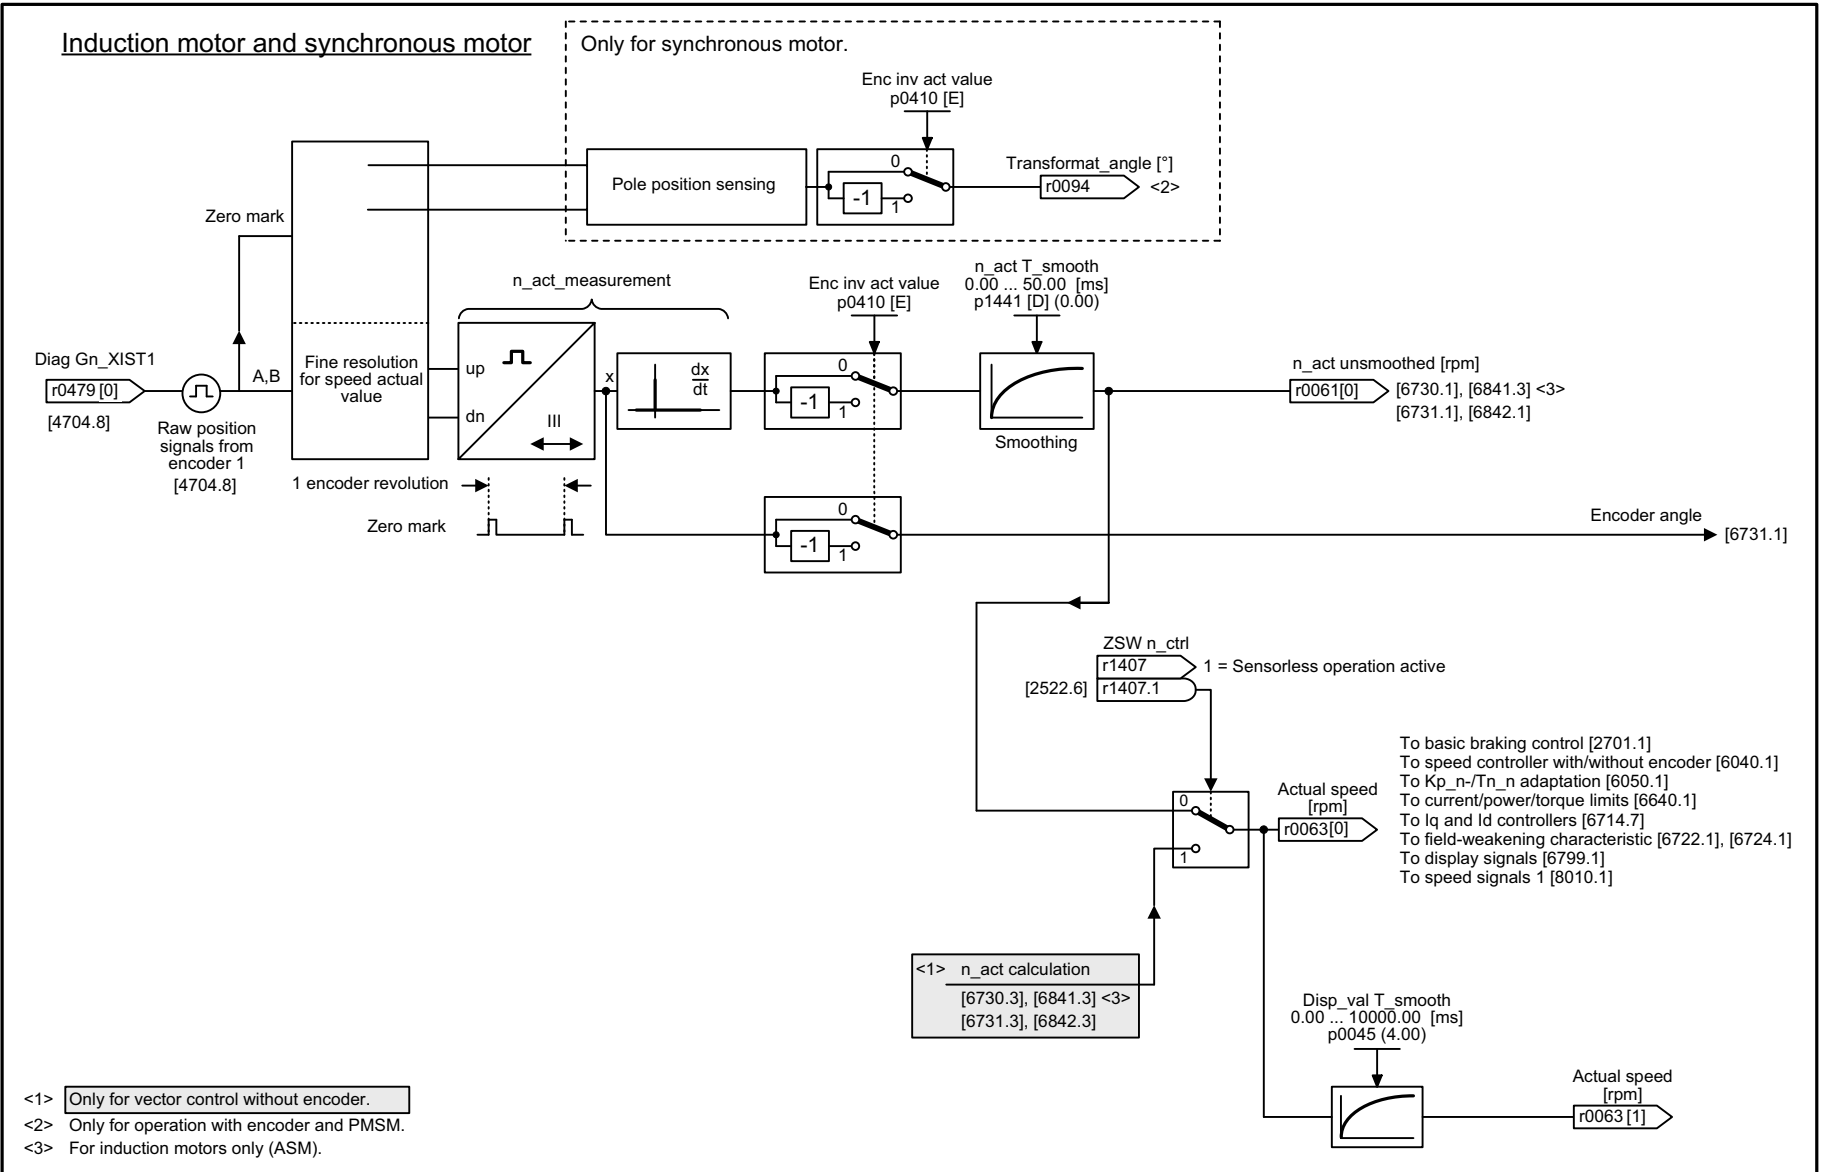 Induction motor and synchronous motor
Only for synchronous motor.
Enc inv act value
p0410 [E]
Pole position sensing
0
-1
1
Transformat_angle [°]
r0094
<2>
Zero mark
n_act_measurement
Enc inv act value
p0410 [E]
n_act T_smooth
0.00 ... 50.00 [ms]
p1441 [D] (0.00)
Diag Gn_XIST1
r0479 [0]
[4704.8]
A,B
Raw position
signals from
encoder 1
[4704.8]
Fine resolution
for speed actual
value
up
dn
III
x
dx
dt
0
-1
1
Smoothing
n_act unsmoothed [rpm]
r0061[0]
[6730.1], [6841.3] <3>
[6731.1], [6842.1]
1 encoder revolution
Zero mark
0
-1
1
Encoder angle
[6731.1]
ZSW n_ctrl
r1407
1 = Sensorless operation active
[2522.6]
r1407.1
0
1
Actual speed
[rpm]
r0063[0]
To basic braking control [2701.1]
To speed controller with/without encoder [6040.1]
To Kp_n-/Tn_n adaptation [6050.1]
To current/power/torque limits [6640.1]
To Iq and Id controllers [6714.7]
To field-weakening characteristic [6722.1], [6724.1]
To display signals [6799.1]
To speed signals 1 [8010.1]
<1> n_act calculation
[6730.3], [6841.3] <3>
[6731.3], [6842.3]
Disp_val T_smooth
0.00 ... 10000.00 [ms]
p0045 (4.00)
Actual speed
[rpm]
r0063 [1]
<1> Only for vector control without encoder.
<2> Only for operation with encoder and PMSM.
<3> For induction motors only (ASM).